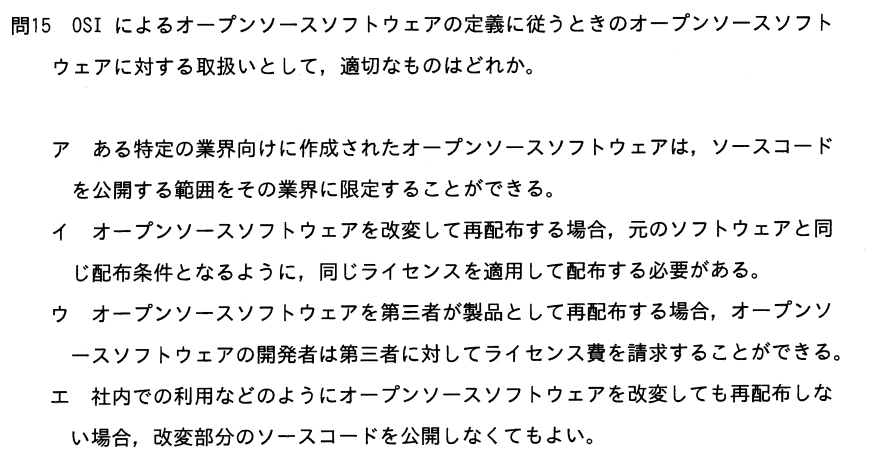 問15 OSI によるオープンソースソフトウェアの定義に従うときのオープンソースソフト
ウェアに対する取扱いとして，適切なものはどれか。
ア ある特定の業界向けに作成されたオープンソースソフトウェアは，ソースコード
を公開する範囲をその業界に限定することができる。
イ オープンソースソフトウェアを改変して再配布する場合，元のソフトウェアと同
じ配布条件となるように，同じライセンスを適用して配布する必要がある。
ウ オープンソースソフトウェアを第三者が製品として再配布する場合，オープンソ
ースソフトウェアの開発者は第三者に対してライセンス費を請求することができる。
エ 社内での利用などのようにオープンソースソフトウェアを改変しても再配布しな
い場合，改変部分のソースコードを公開しなくてもよい。